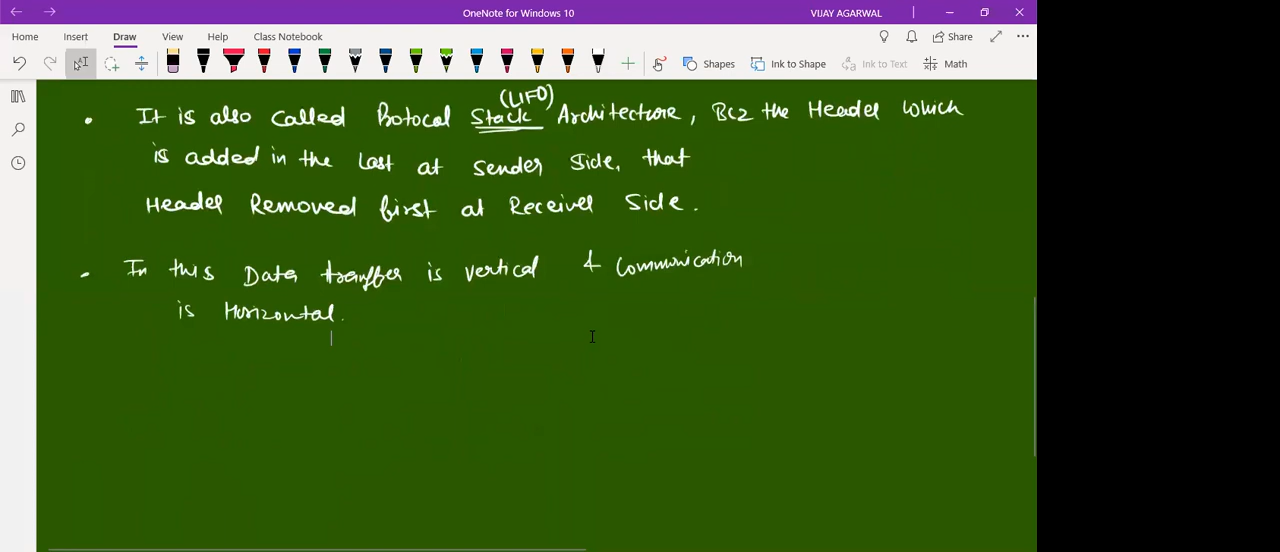 OneNote for Windows 10
VIJAY AGARWAL
Home Insert Draw View Help Class Notebook
Share
Shapes Ink to Shape Ink to Text Math
(LIFO)
• It is also called Protocal Stack Architecture, Bcz the Header which
is added in the Last at Sender Side, that
Header Removed first at Receiver Side.
• In this Data transfer is vertical & communication
is Horizontal.